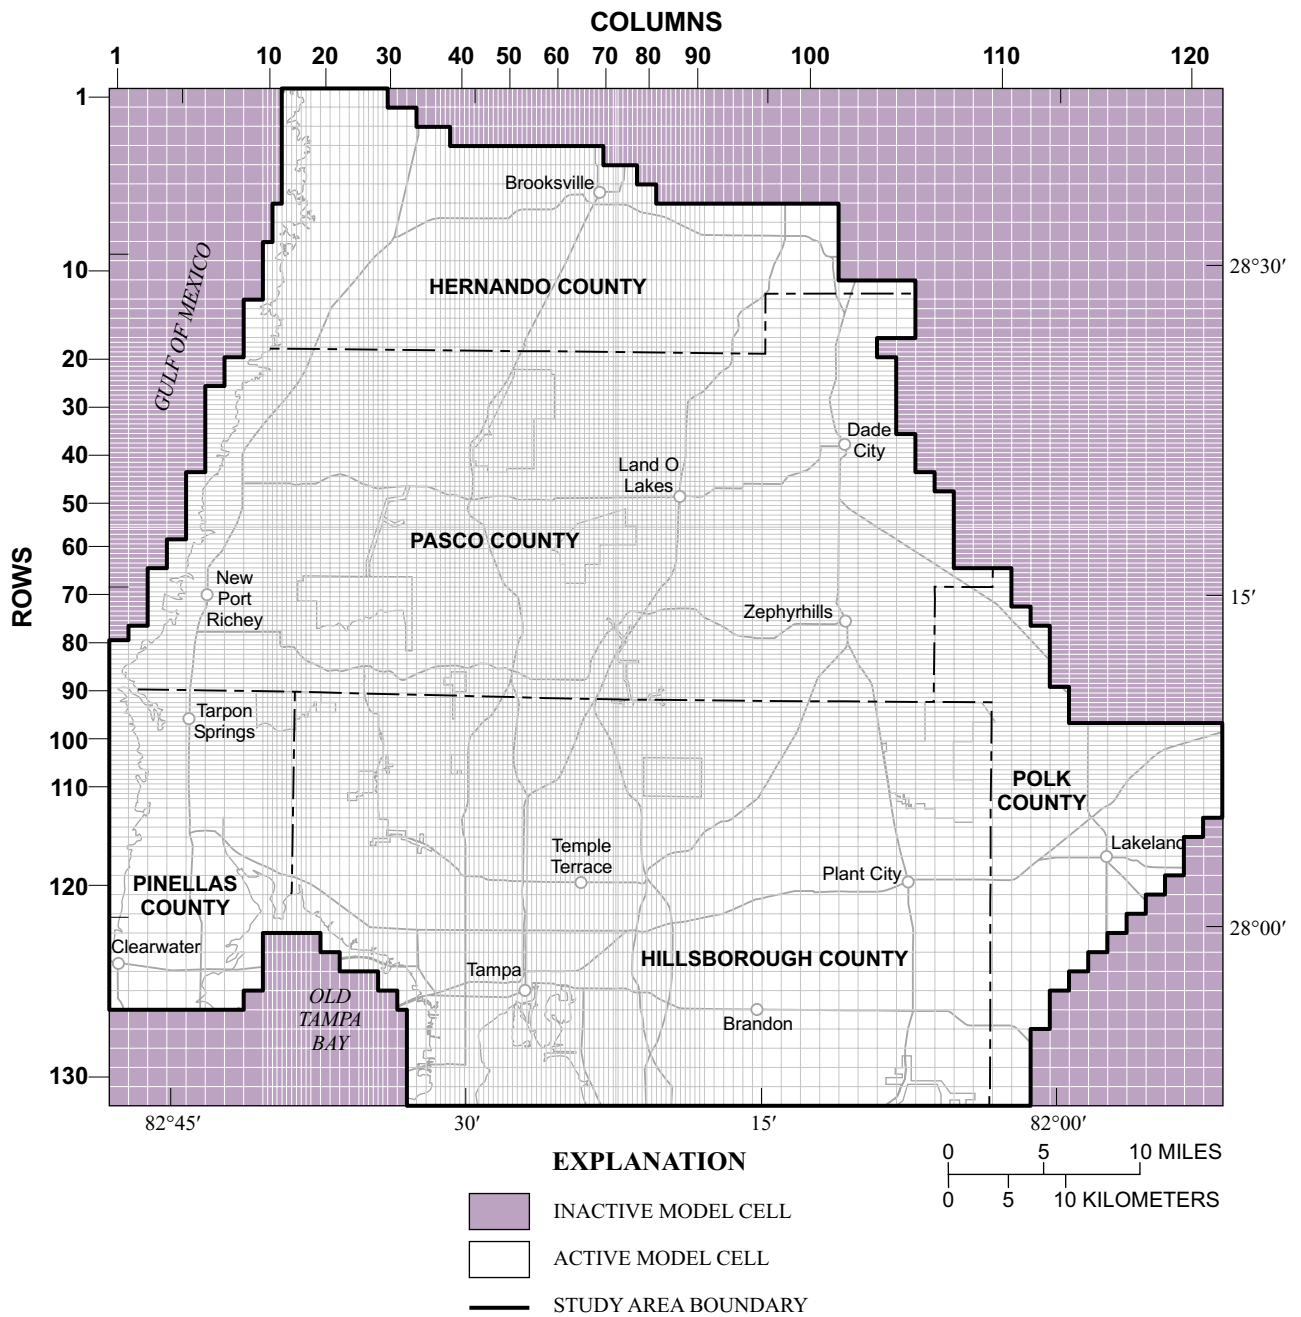 COLUMNS
1 10 20 30 40 50 60 70 80 90 100 110 120
ROWS
1
10
20
30
40
50
60
70
80
90
100
110
120
130
28°30′
15′
28°00′
82°45′ 30′ 15′ 82°00′
Brooksville
HERNANDO COUNTY
GULF OF MEXICO
Dade
City
Land O
Lakes
PASCO COUNTY
New
Port
Richey
Zephyrhills
Tarpon
Springs
POLK
COUNTY
Lakeland
Temple
Terrace
Plant City
PINELLAS
COUNTY
Clearwater
HILLSBOROUGH COUNTY
Tampa
OLD
TAMPA
BAY
Brandon
0 5 10 MILES
0 5 10 KILOMETERS
EXPLANATION
INACTIVE MODEL CELL
ACTIVE MODEL CELL
STUDY AREA BOUNDARY